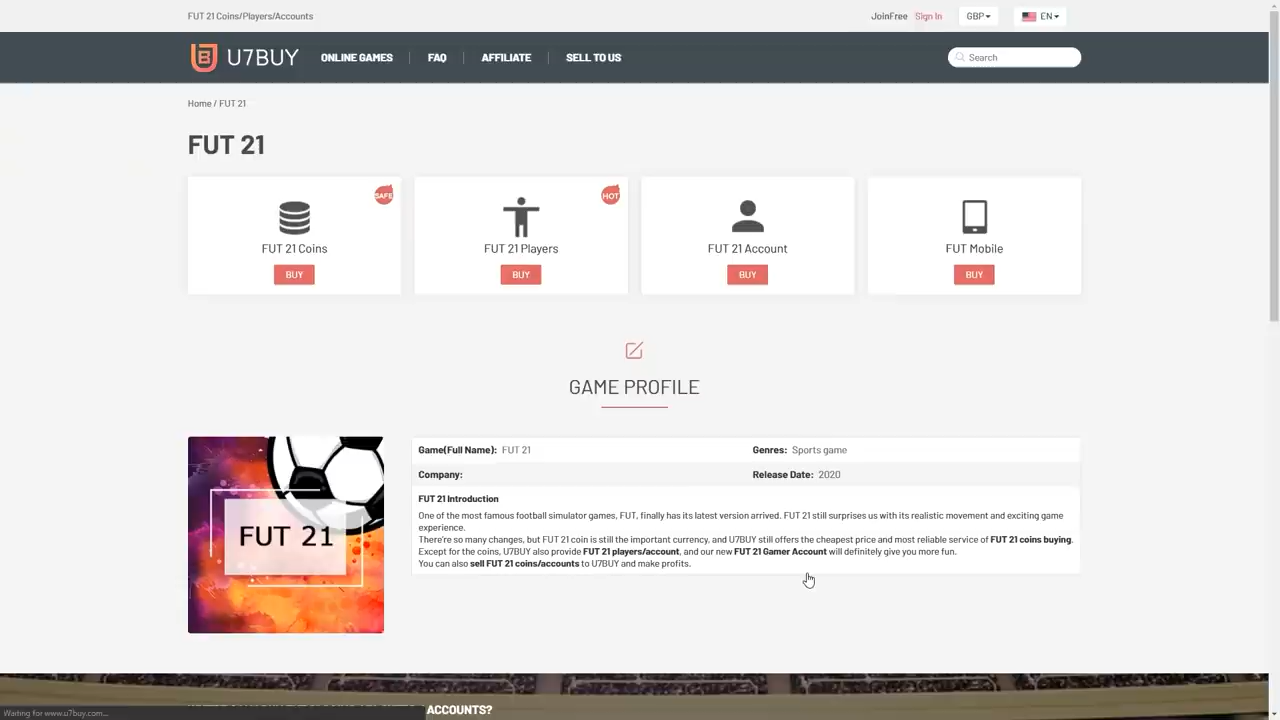 FUT 21 Coins/Players/Accounts
JoinFree Sign In GBP EN
U7BUY ONLINE GAMES FAQ AFFILIATE SELL TO US Search
Home / FUT 21
FUT 21
SAFE HOT
FUT 21 Coins FUT 21 Players FUT 21 Account FUT Mobile
BUY BUY BUY BUY
GAME PROFILE
Game(Full Name): FUT 21 Genres: Sports game
Company: Release Date: 2020
FUT 21 Introduction
One of the most famous football simulator games, FUT, finally has its latest version arrived. FUT 21 still surprises us with its realistic movement and exciting game
experience.
There're so many changes, but FUT 21 coin is still the important currency, and U7BUY still offers the cheapest price and most reliable service of FUT 21 coins buying.
Except for the coins, U7BUY also provide FUT 21 players/account, and our new FUT 21 Gamer Account will definitely give you more fun.
You can also sell FUT 21 coins/accounts to U7BUY and make profits.
FUT 21
ACCOUNTS?
Waiting for www.u7buy.com...